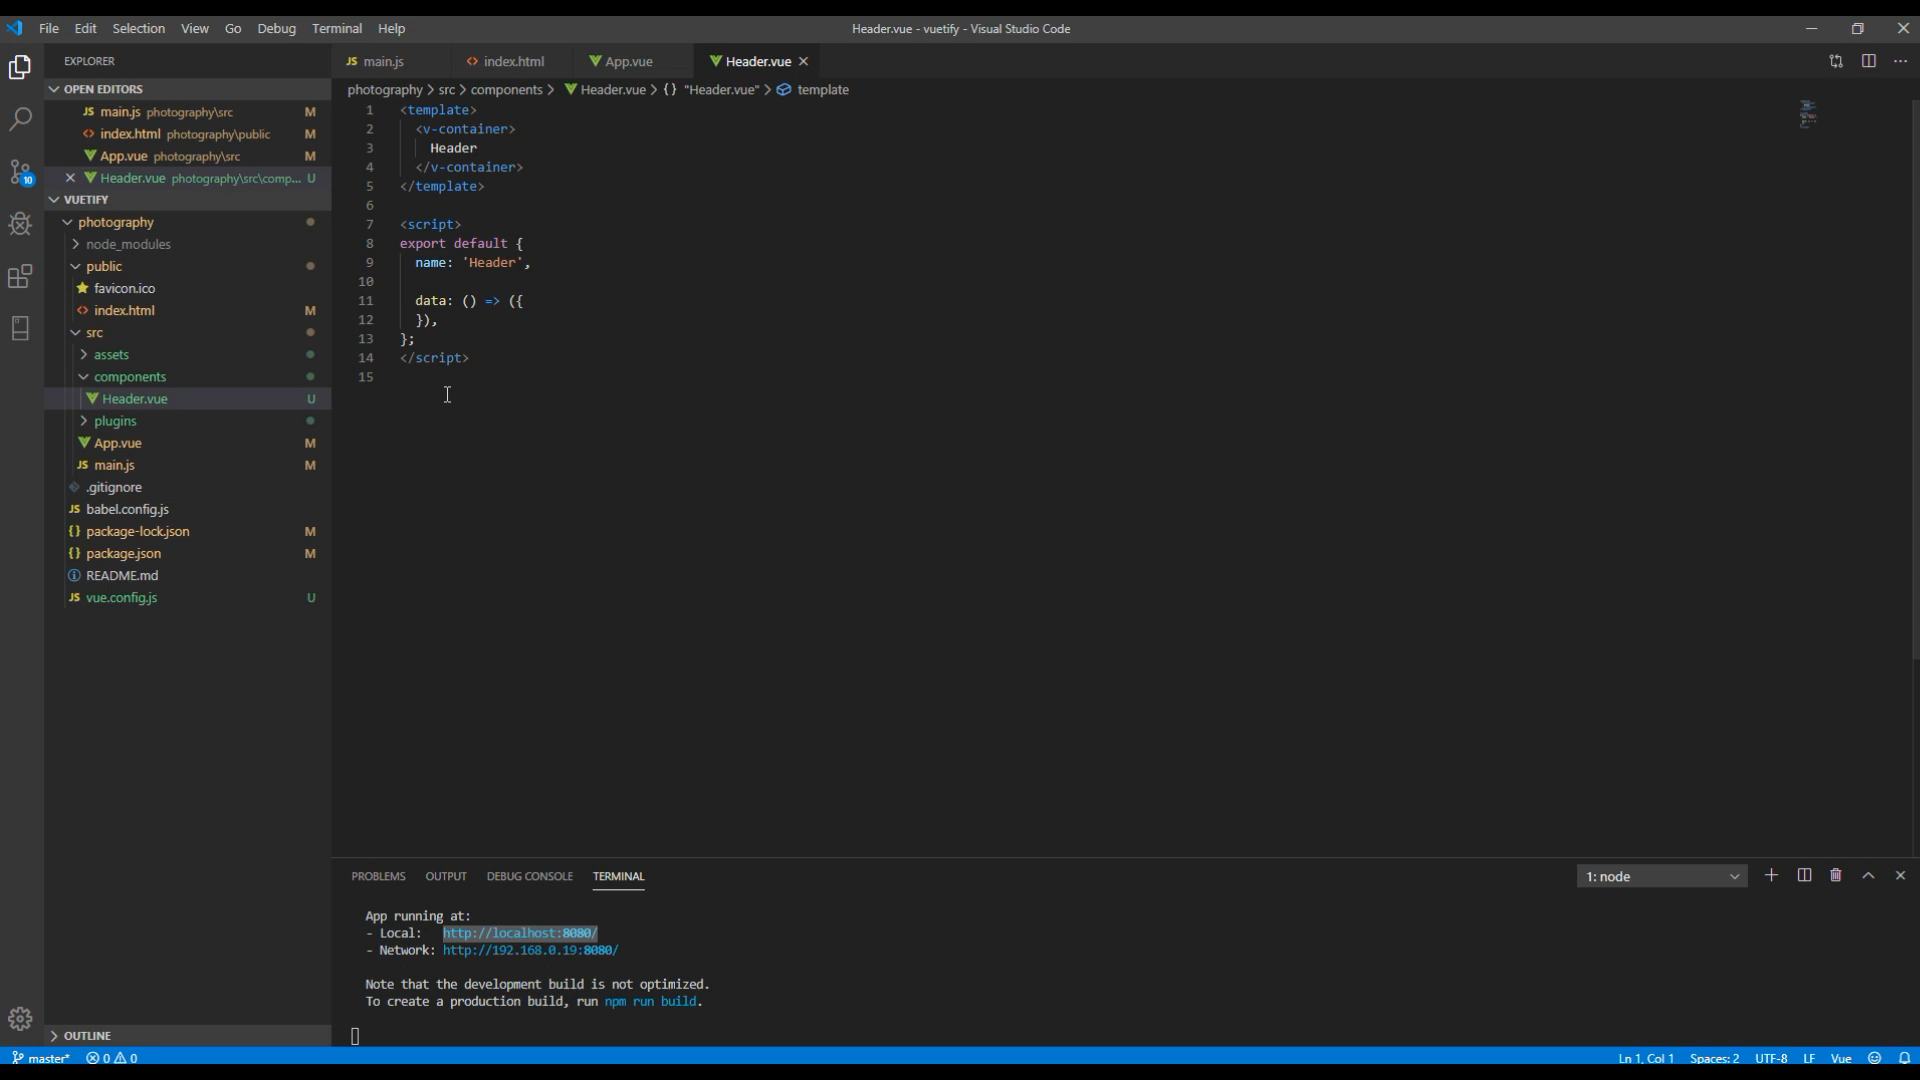 File Edit Selection View Go Debug Terminal Help
Header.vue - vuetify - Visual Studio Code
EXPLORER
OPEN EDITORS
JS main.js photography\src M
<> index.html photography\public M
App.vue photography\src M
Header.vue photography\src\comp... U
VUETIFY
photography
node_modules
public
favicon.ico
<> index.html M
src
assets
components
Header.vue U
plugins
App.vue M
JS main.js M
.gitignore
JS babel.config.js
{} package-lock.json M
{} package.json M
README.md
JS vue.config.js U
OUTLINE
10
JS main.js
<> index.html
App.vue
Header.vue
photography > src > components > Header.vue > {} "Header.vue" > template
1 <template>
2 <v-container>
3 Header
4 </v-container>
5 </template>
6
7 <script>
8 export default {
9 name: 'Header',
10
11 data: () => ({
12 }),
13 };
14 </script>
15
PROBLEMS OUTPUT DEBUG CONSOLE TERMINAL
1: node
App running at:
- Local: http://localhost:8080/
- Network: http://192.168.0.19:8080/
Note that the development build is not optimized.
To create a production build, run npm run build.
master* 0 0
Ln 1, Col 1 Spaces: 2 UTF-8 LF Vue